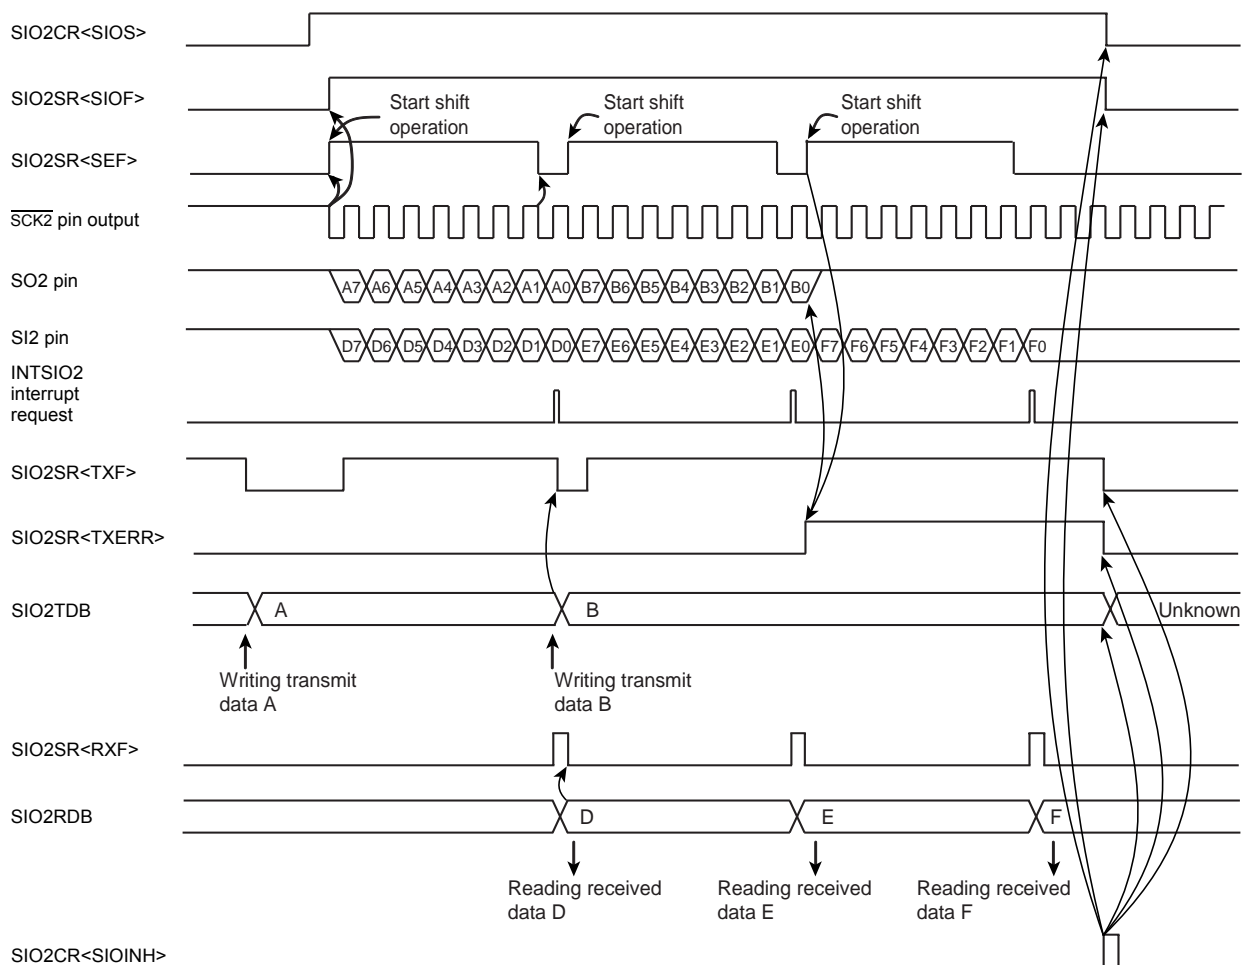 SIO2CR<SIOS>
SIO2SR<SIOF>
Start shift
operation
Start shift
operation
Start shift
operation
SIO2SR<SEF>
SCK2 pin output
SO2 pin
A7 A6 A5 A4 A3 A2 A1 A0 B7 B6 B5 B4 B3 B2 B1 B0
SI2 pin
D7 D6 D5 D4 D3 D2 D1 D0 E7 E6 E5 E4 E3 E2 E1 E0 F7 F6 F5 F4 F3 F2 F1 F0
INTSIO2
interrupt
request
SIO2SR<TXF>
SIO2SR<TXERR>
SIO2TDB
A
B
Unknown
Writing transmit
data A
Writing transmit
data B
SIO2SR<RXF>
SIO2RDB
D
E
F
Reading received
data D
Reading received
data E
Reading received
data F
SIO2CR<SIOINH>